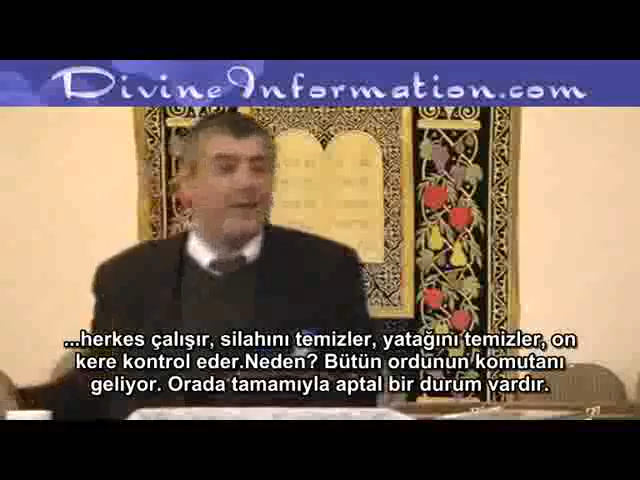 DivineInformation.com
...herkes çalışır, silahını temizler, yatağını temizler, on
kere kontrol eder.Neden? Bütün ordunun komutanı
geliyor. Orada tamamıyla aptal bir durum vardır.